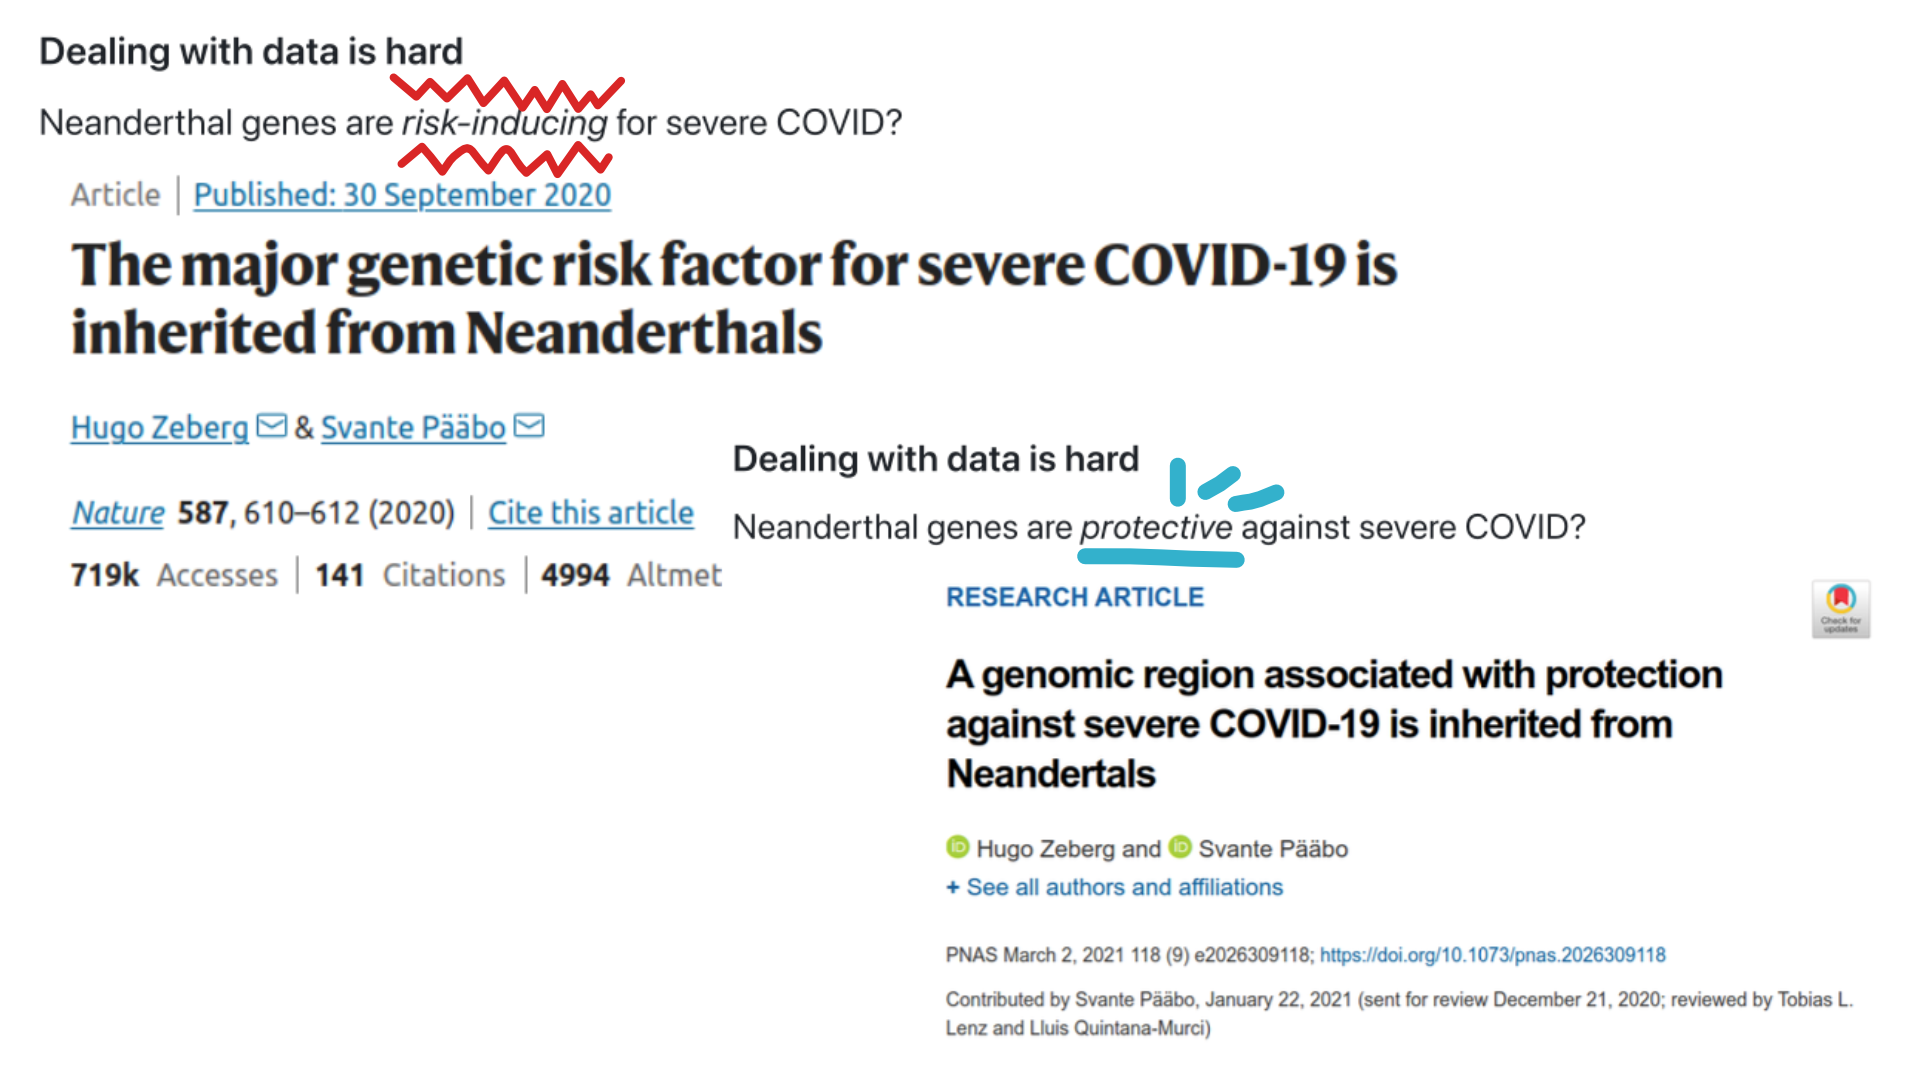 Dealing with data is hard
Neanderthal genes are risk-inducing for severe COVID?
Article | Published: 30 September 2020
The major genetic risk factor for severe COVID-19 is
inherited from Neanderthals
Hugo Zeberg & Svante Pääbo
Nature 587, 610–612 (2020) | Cite this article
719k Accesses | 141 Citations | 4994 Altmet
Dealing with data is hard
Neanderthal genes are protective against severe COVID?
RESEARCH ARTICLE
Check for
updates
A genomic region associated with protection
against severe COVID-19 is inherited from
Neandertals
iD Hugo Zeberg and iD Svante Pääbo
+ See all authors and affiliations
PNAS March 2, 2021 118 (9) e2026309118; https://doi.org/10.1073/pnas.2026309118
Contributed by Svante Pääbo, January 22, 2021 (sent for review December 21, 2020; reviewed by Tobias L.
Lenz and Lluis Quintana-Murci)